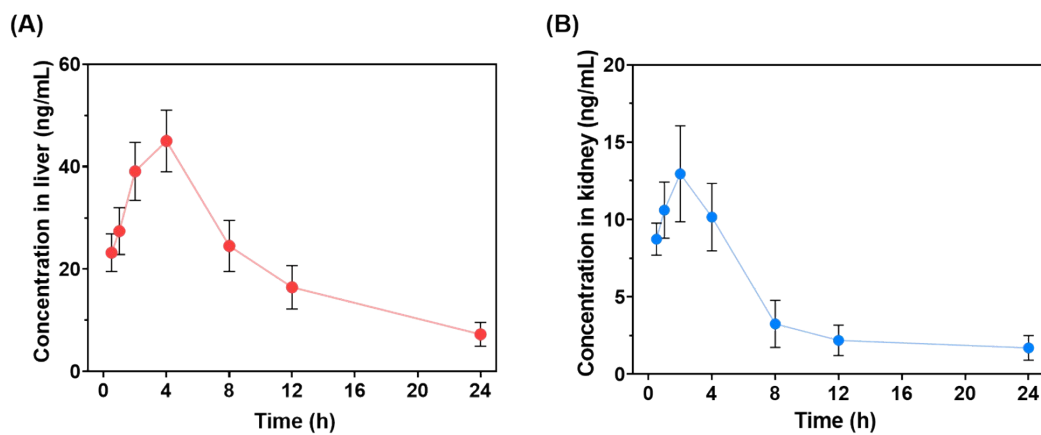 (A)
Concentration in liver (ng/mL)
60
40
20
0
0 4 8 12 16 20 24
Time (h)
(B)
Concentration in kidney (ng/mL)
20
15
10
5
0
0 4 8 12 16 20 24
Time (h)